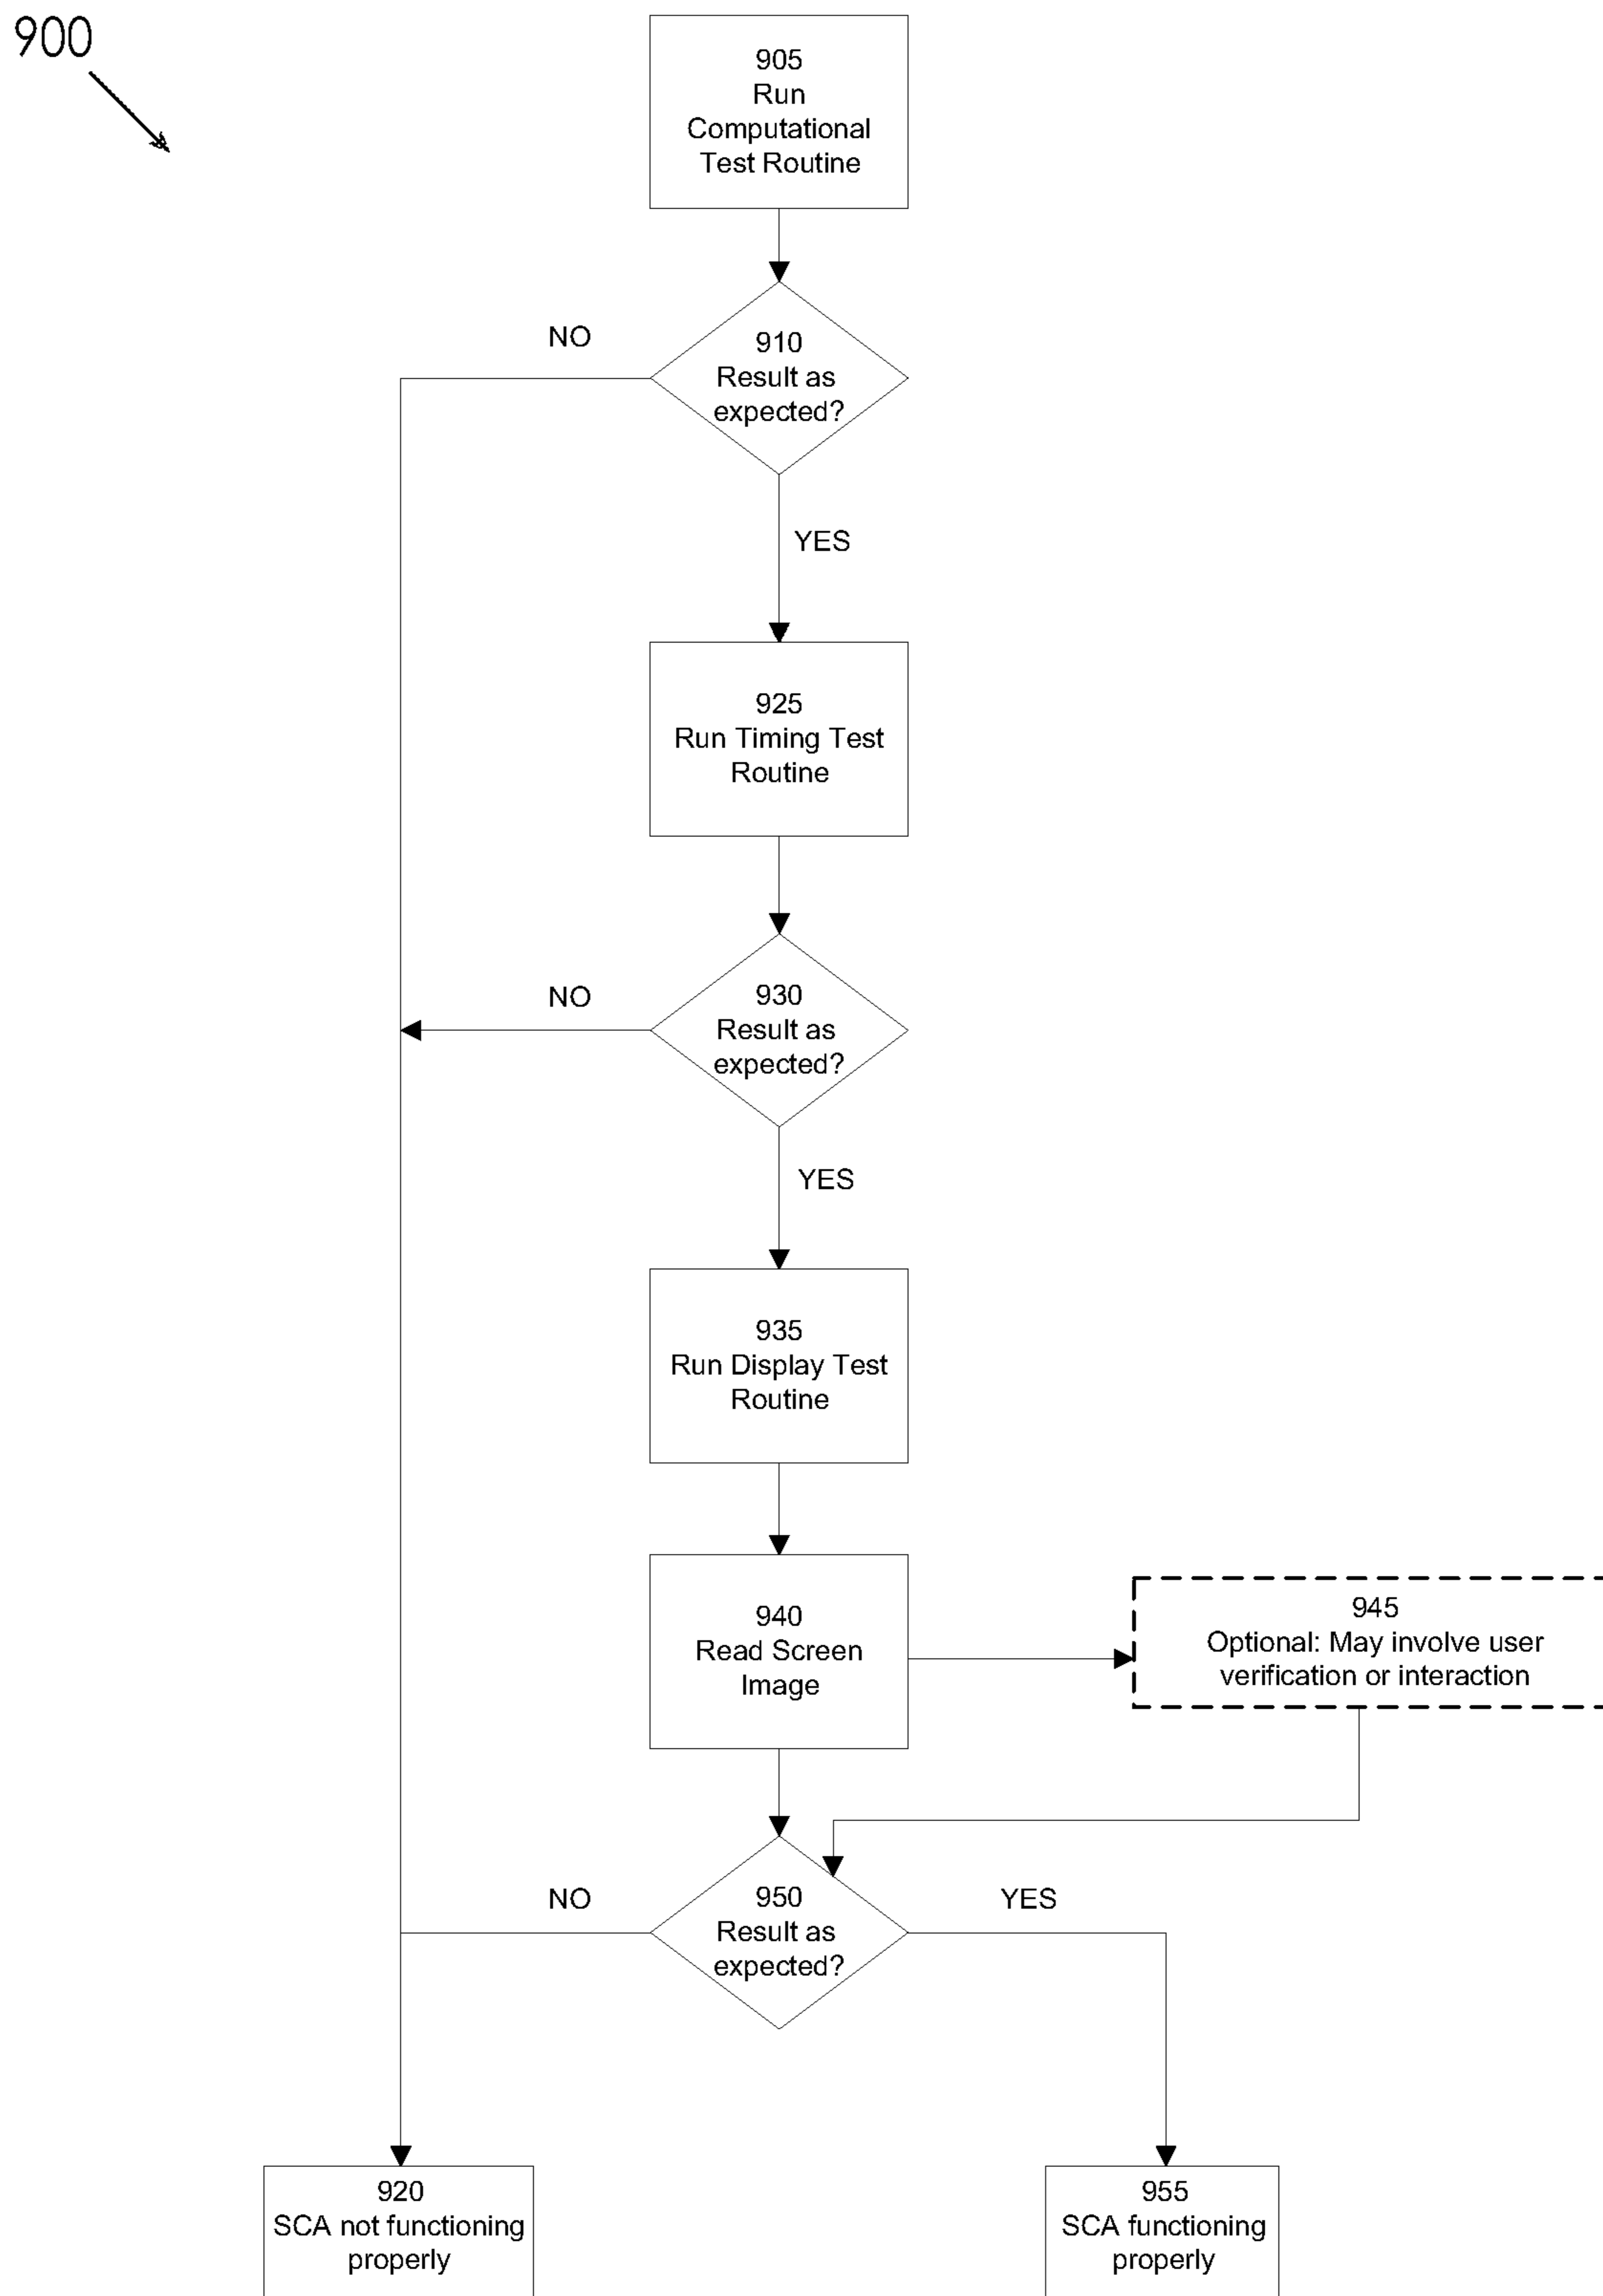 900
905
Run
Computational
Test Routine
910
Result as
expected?
NO
YES
925
Run Timing Test
Routine
930
Result as
expected?
NO
YES
935
Run Display Test
Routine
940
Read Screen
Image
945
Optional: May involve user
verification or interaction
950
Result as
expected?
NO
YES
920
SCA not functioning
properly
955
SCA functioning
properly